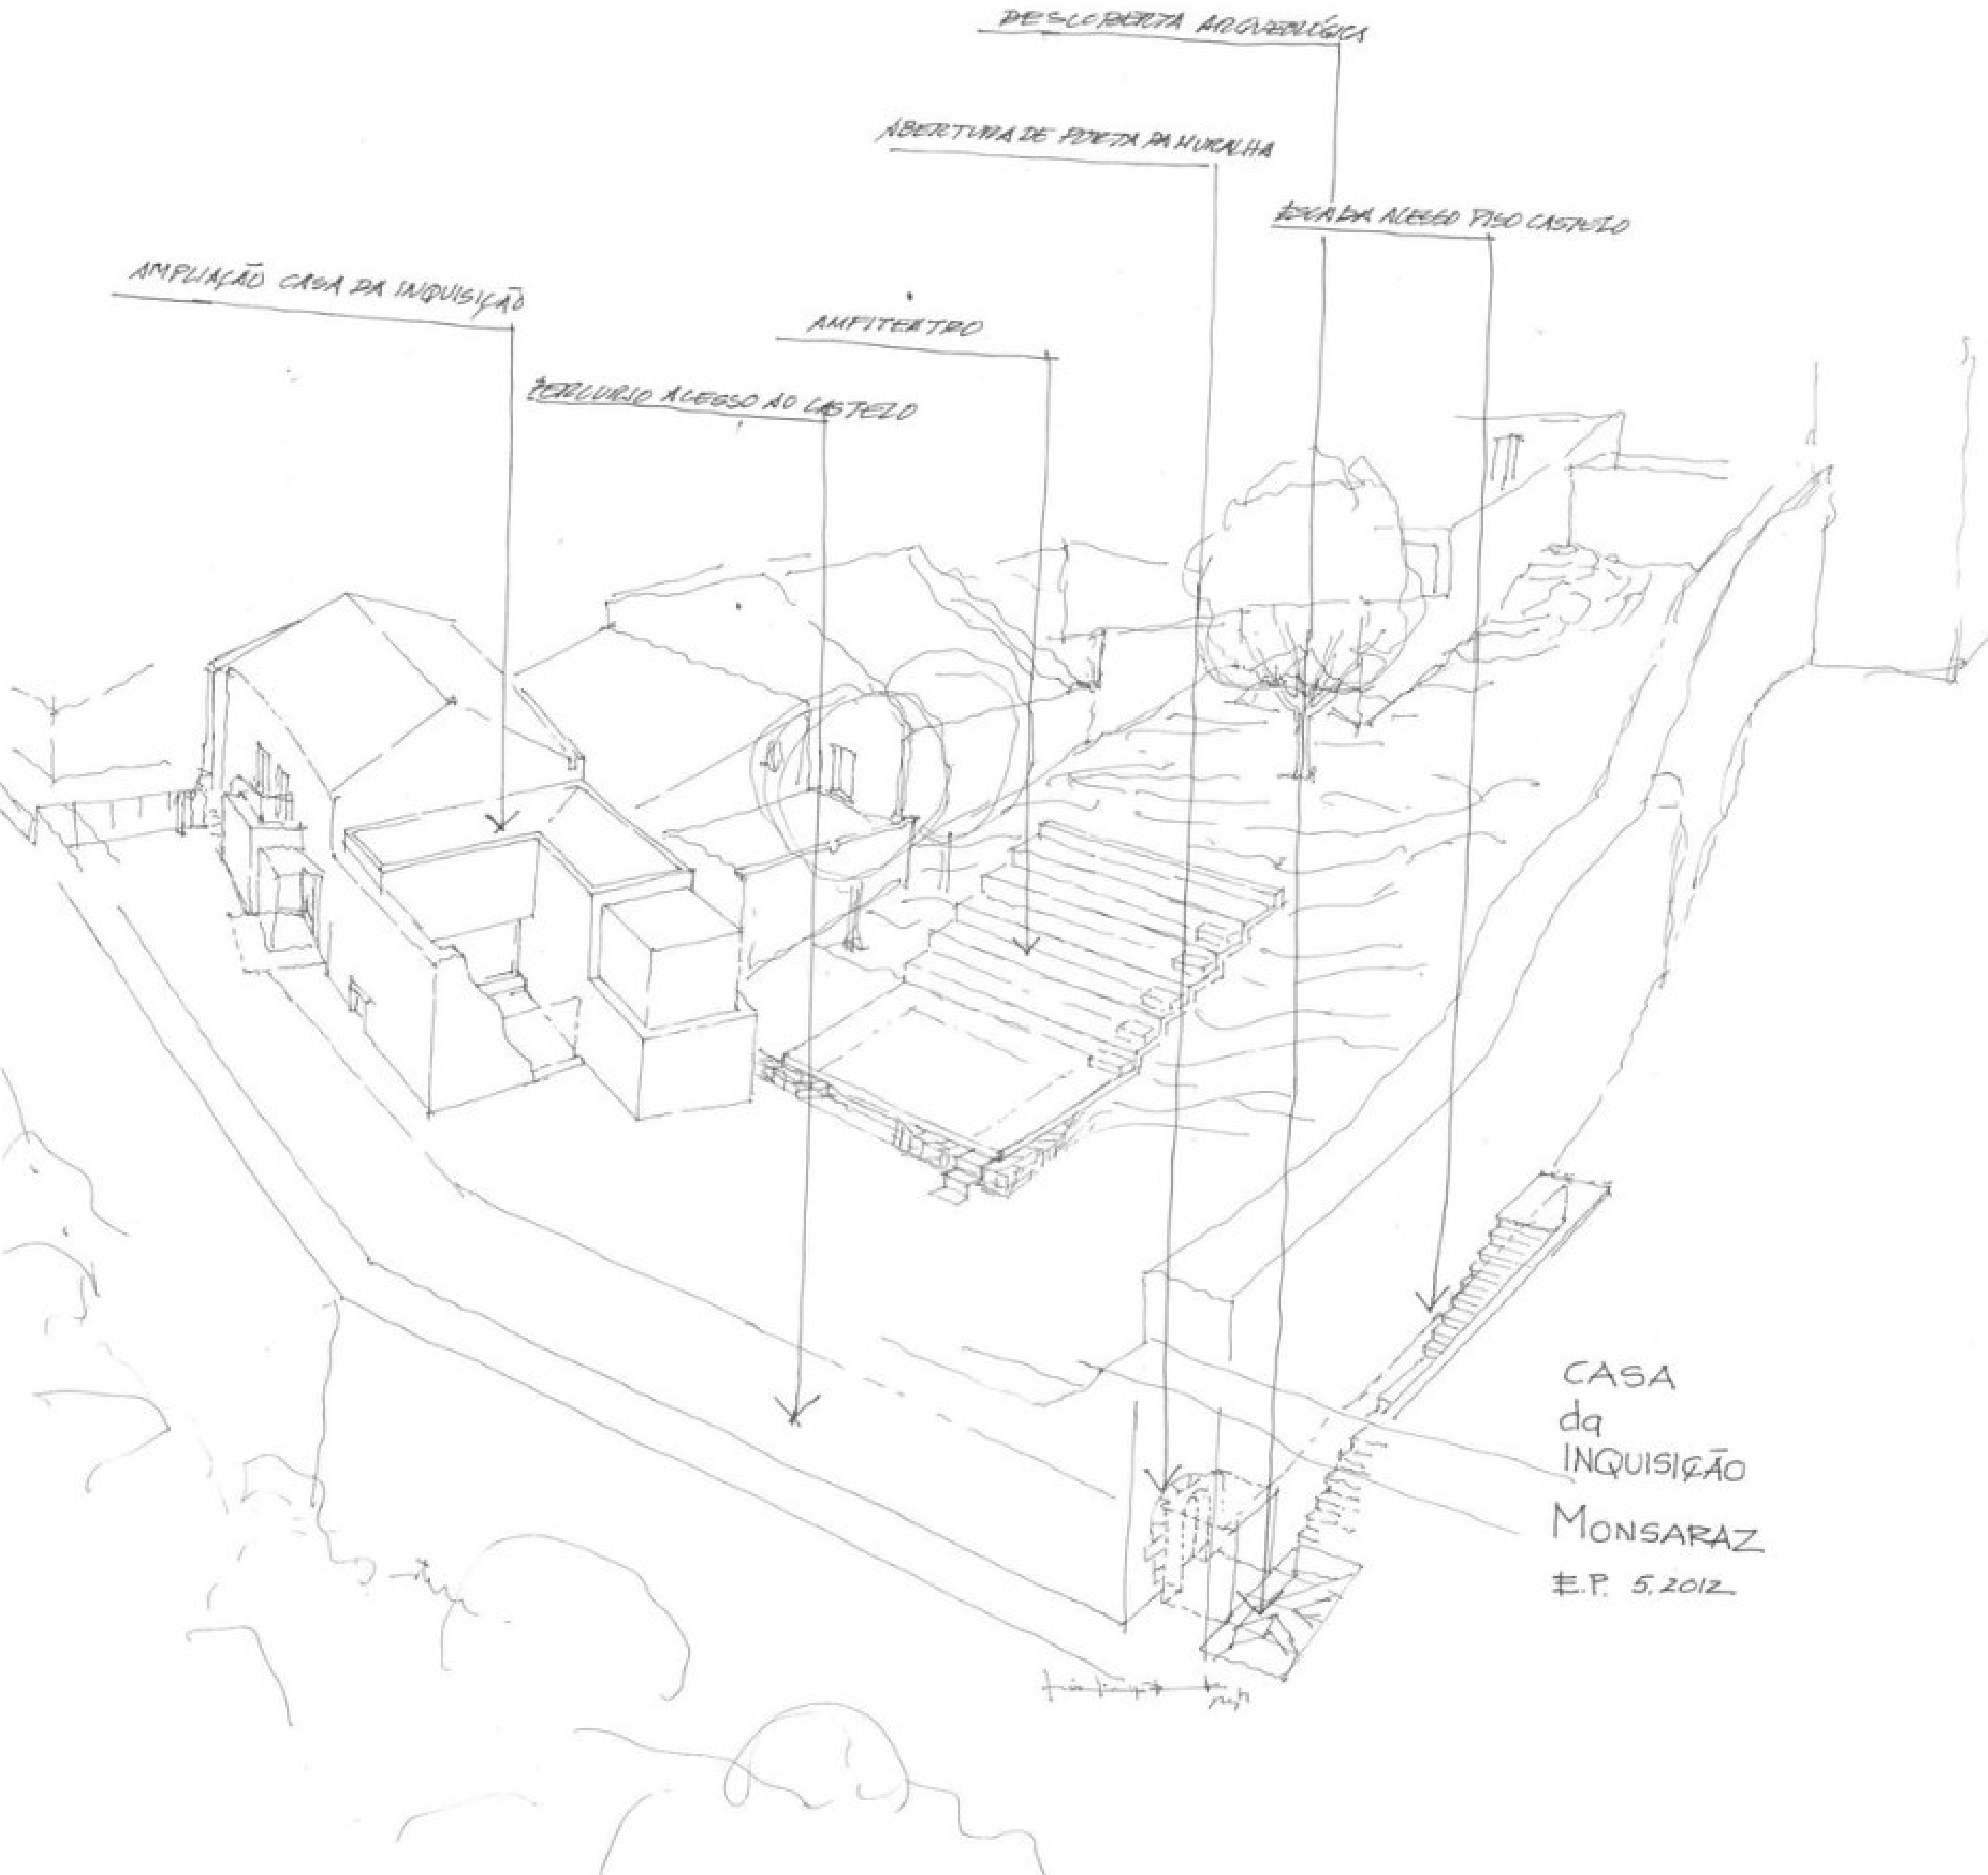 DESCOBERTA ARQUEOLÓGICA
ABERTURA DE PORTA DA MURALHA
ESCADA ACESSO PISO CASTELO
AMPLIAÇÃO CASA DA INQUISIÇÃO
AMFITEATRO
PERCURSO ACESSO AO CASTELO
CASA
da
INQUISIÇÃO
MONSARAZ
E.P. 5.2012